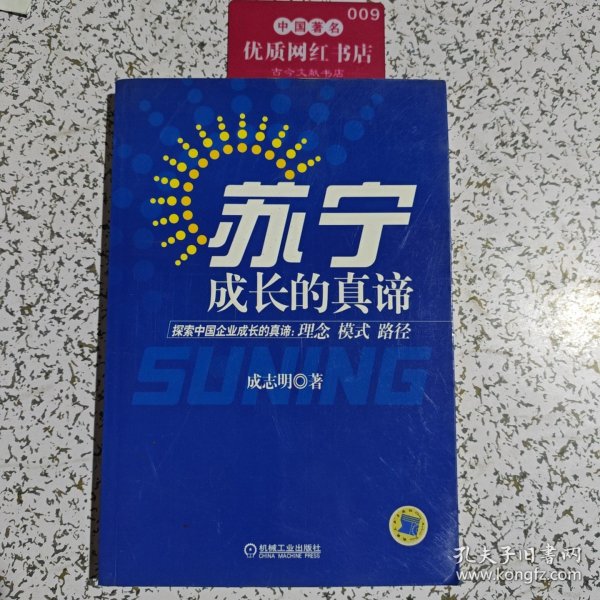 009
中国著名
优质网红书店
古今文献书店
苏宁
成长的真谛
探索中国企业成长的真谛:理念 模式 路径
SUNING
成志明◎著
机械工业出版社
CHINA MACHINE PRESS
孔夫子旧书网
www.kongfz.com